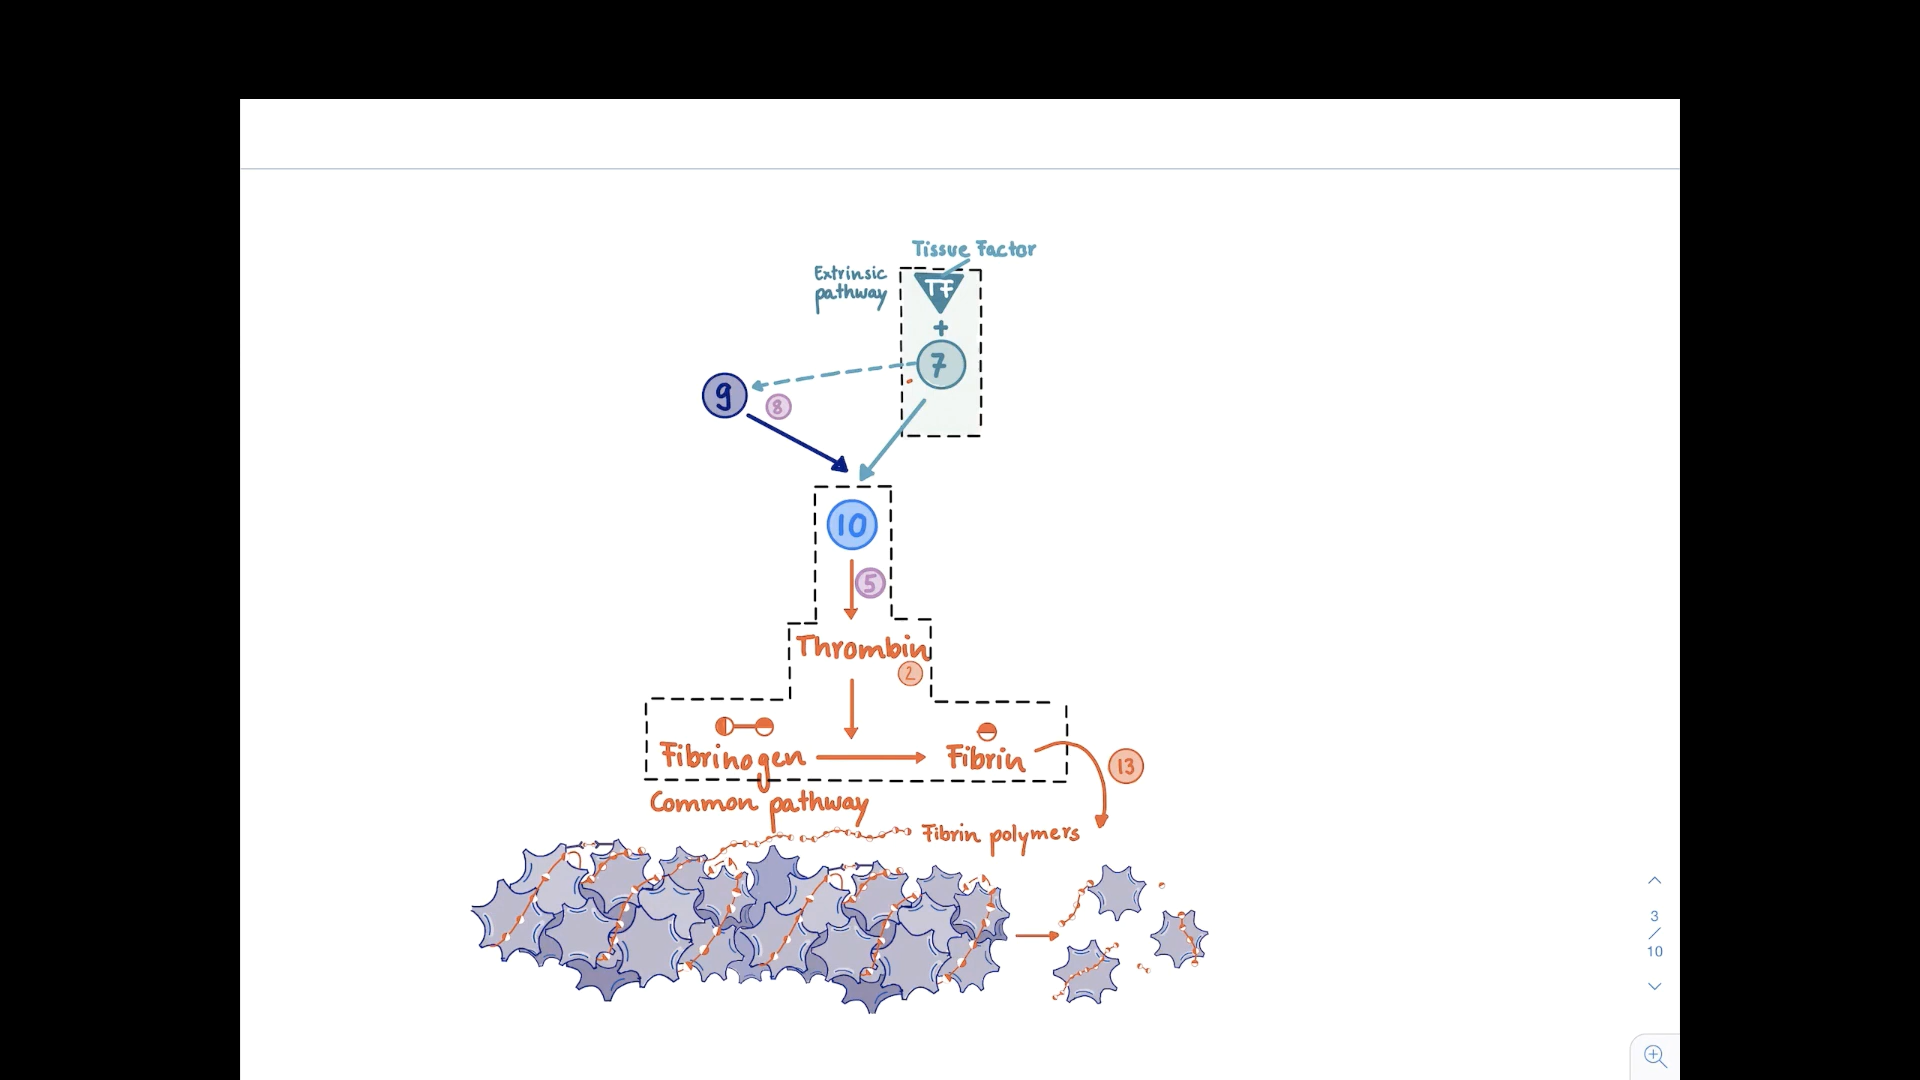 Tissue Factor
Extrinsic
pathway
TF
+
7
9
8
10
5
Thrombin
2
Fibrinogen
Fibrin
13
Common pathway
Fibrin polymers
3
/
10